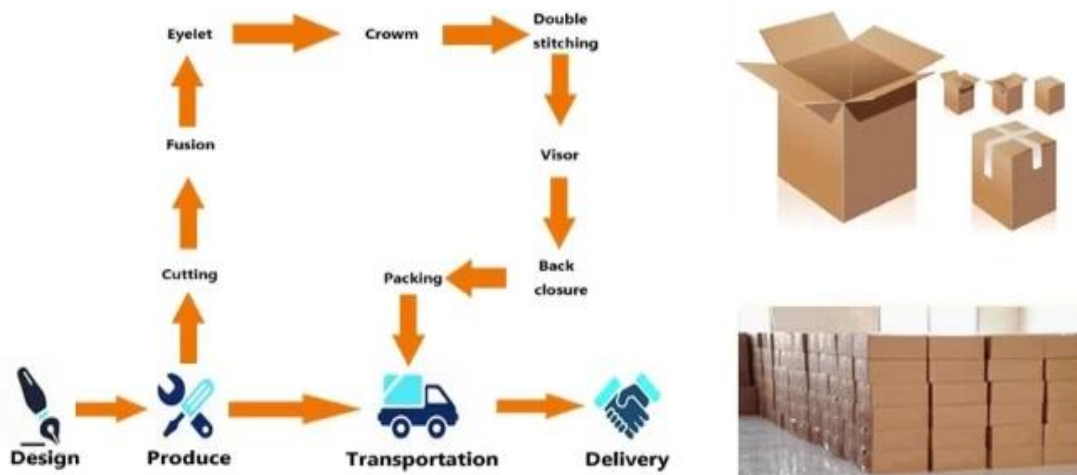 Eyelet
Crowm
Double
stitching
Fusion
Visor
Cutting
Packing
Back
closure
Design
Produce
Transportation
Delivery